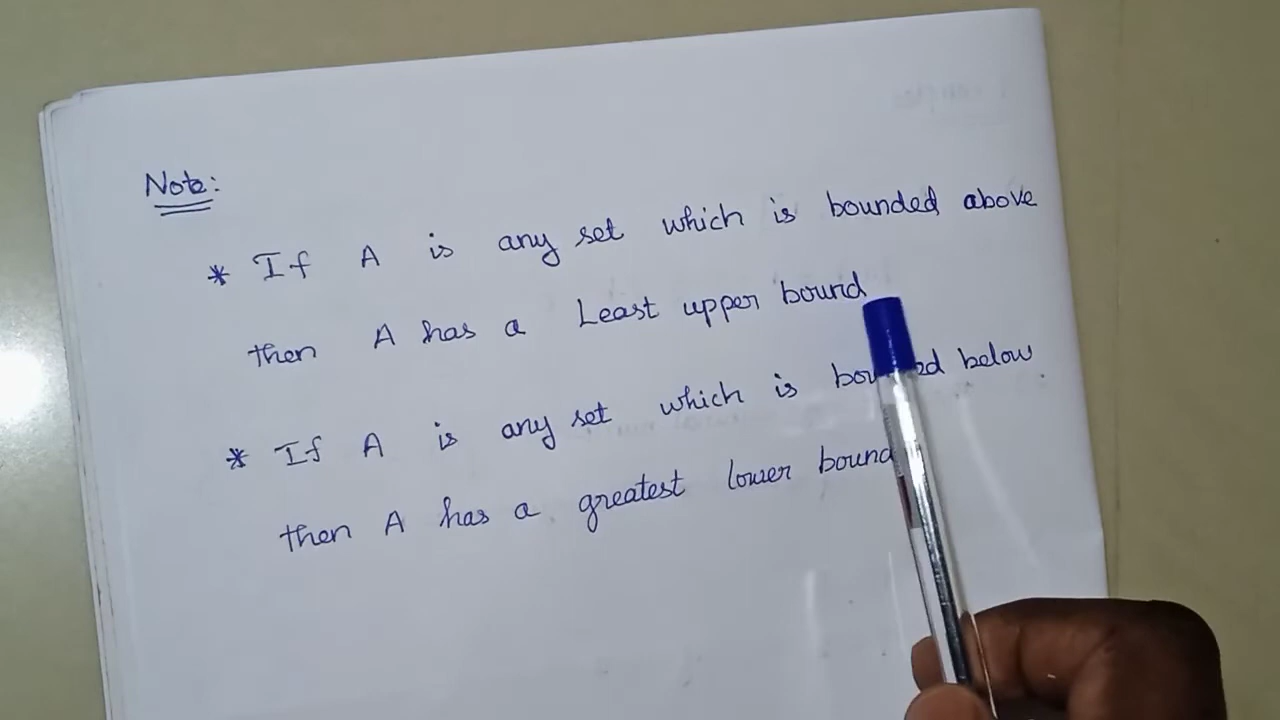 Note:
* If A is any set which is bounded above
then A has a Least upper bound
* If A is any set which is bounded below.
then A has a greatest lower bound